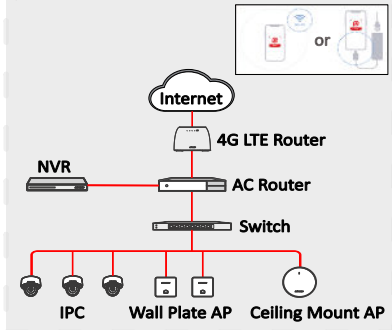 or
Internet
4G LTE Router
NVR
AC Router
Switch
IPC
Wall Plate AP
Ceiling Mount AP